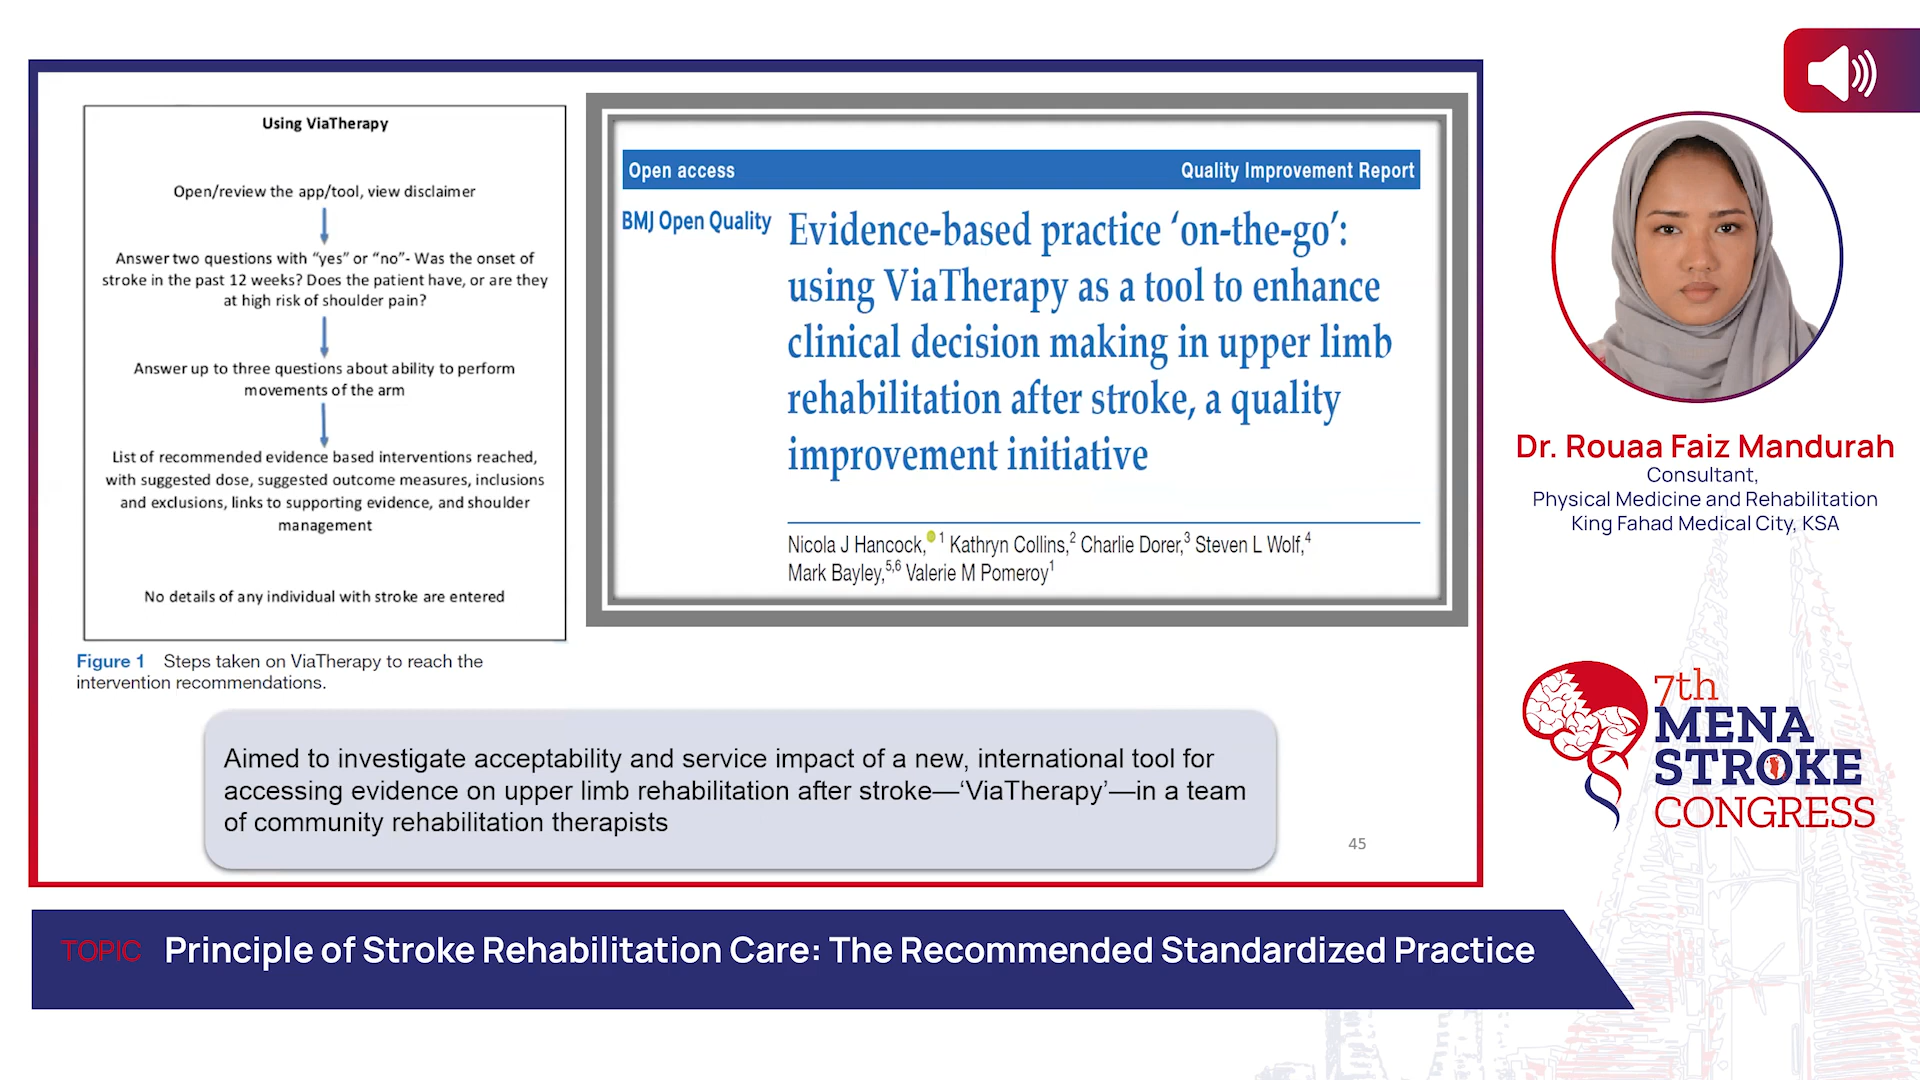 Using ViaTherapy
Open/review the app/tool, view disclaimer
Answer two questions with “yes” or “no”- Was the onset of
stroke in the past 12 weeks? Does the patient have, or are they
at high risk of shoulder pain?
Answer up to three questions about ability to perform
movements of the arm
List of recommended evidence based interventions reached,
with suggested dose, suggested outcome measures, inclusions
and exclusions, links to supporting evidence, and shoulder
management
No details of any individual with stroke are entered
Figure 1 Steps taken on ViaTherapy to reach the
intervention recommendations.
Open access
Quality Improvement Report
BMJ Open Quality
Evidence-based practice ‘on-the-go’:
using ViaTherapy as a tool to enhance
clinical decision making in upper limb
rehabilitation after stroke, a quality
improvement initiative
Nicola J Hancock,1 Kathryn Collins,2 Charlie Dorer,3 Steven L Wolf,4
Mark Bayley,5,6 Valerie M Pomeroy1
Aimed to investigate acceptability and service impact of a new, international tool for
accessing evidence on upper limb rehabilitation after stroke—‘ViaTherapy’—in a team
of community rehabilitation therapists
45
Dr. Rouaa Faiz Mandurah
Consultant,
Physical Medicine and Rehabilitation
King Fahad Medical City, KSA
7th
MENA
STROKE
CONGRESS
TOPIC Principle of Stroke Rehabilitation Care: The Recommended Standardized Practice